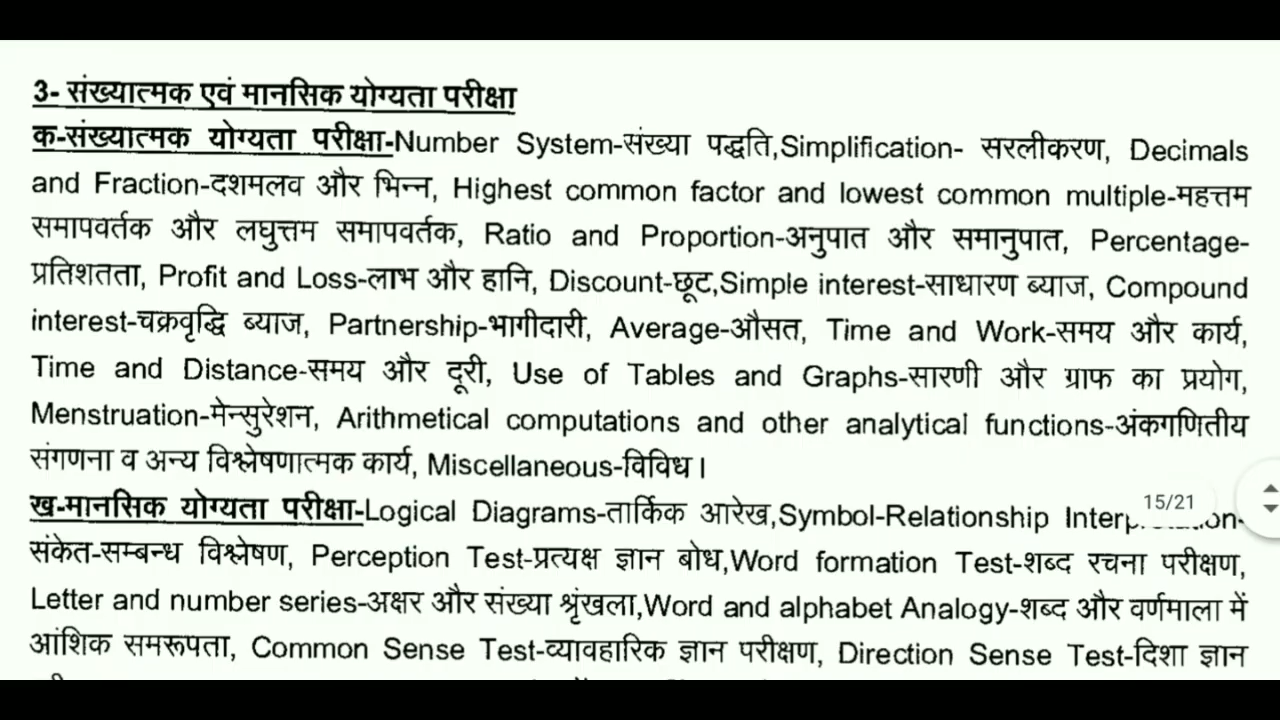 3- संख्यात्मक एवं मानसिक योग्यता परीक्षा
क-संख्यात्मक योग्यता परीक्षा-Number System-संख्या पद्धति,Simplification- सरलीकरण, Decimals
and Fraction-दशमलव और भिन्न, Highest common factor and lowest common multiple-महत्तम
समापवर्तक और लघुत्तम समापवर्तक, Ratio and Proportion-अनुपात और समानुपात, Percentage-
प्रतिशतता, Profit and Loss-लाभ और हानि, Discount-छूट,Simple interest-साधारण ब्याज, Compound
interest-चक्रवृद्धि ब्याज, Partnership-भागीदारी, Average-औसत, Time and Work-समय और कार्य,
Time and Distance-समय और दूरी, Use of Tables and Graphs-सारणी और ग्राफ का प्रयोग,
Menstruation-मेन्सुरेशन, Arithmetical computations and other analytical functions-अंकगणितीय
संगणना व अन्य विश्लेषणात्मक कार्य, Miscellaneous-विविध।
15/21
ख-मानसिक योग्यता परीक्षा-Logical Diagrams-तार्किक आरेख,Symbol-Relationship
संकेत-सम्बन्ध विश्लेषण, Perception Test-प्रत्यक्ष ज्ञान बोध,Word formation Test-शब्द रचना परीक्षण,
Letter and number series-अक्षर और संख्या श्रृंखला,Word and alphabet Analogy-शब्द और वर्णमाला में
आंशिक समरूपता, Common Sense Test-व्यावहारिक ज्ञान परीक्षण, Direction Sense Test-दिशा ज्ञान